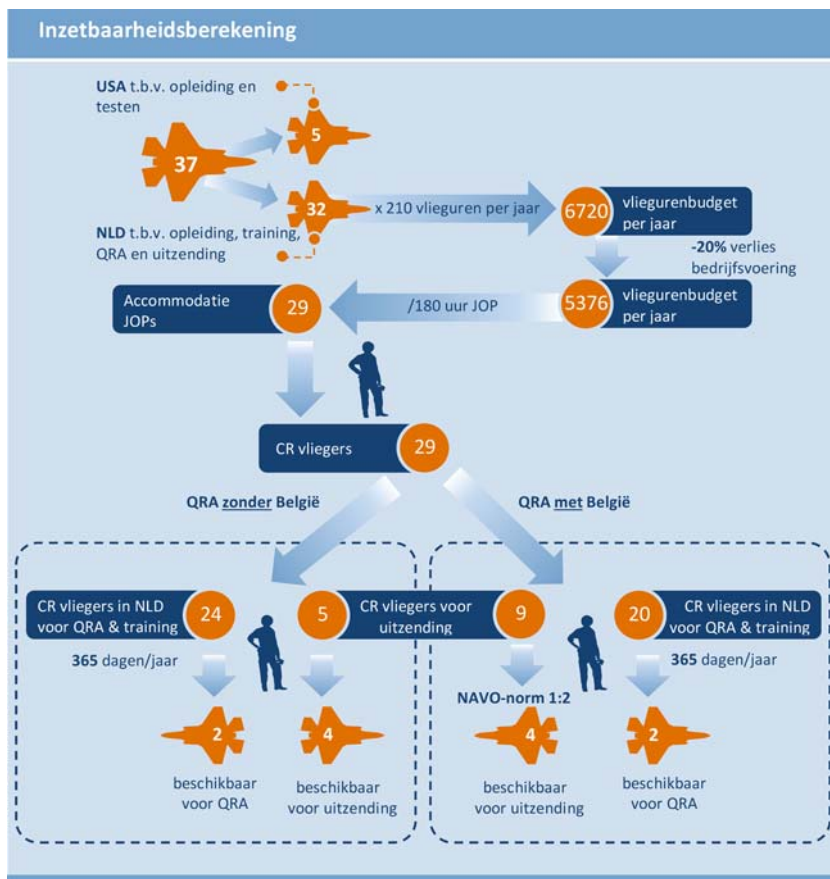 Inzetbaarheidsberekening
USA t.b.v. opleiding en
testen
5
37
32
x 210 vlieguren per jaar
6720
vliegurenbudget
per jaar
NLD t.b.v. opleiding, training,
QRA en uitzending
-20% verlies
bedrijfsvoering
Accommodatie
JOPs
29
/180 uur JOP
5376
vliegurenbudget
per jaar
CR vliegers
29
QRA zonder België
QRA met België
CR vliegers in NLD
voor QRA & training
24
5
CR vliegers voor
uitzending
9
20
CR vliegers in NLD
voor QRA & training
365 dagen/jaar
365 dagen/jaar
NAVO-norm 1:2
2
4
4
2
beschikbaar
voor QRA
beschikbaar
voor uitzending
beschikbaar
voor uitzending
beschikbaar
voor QRA